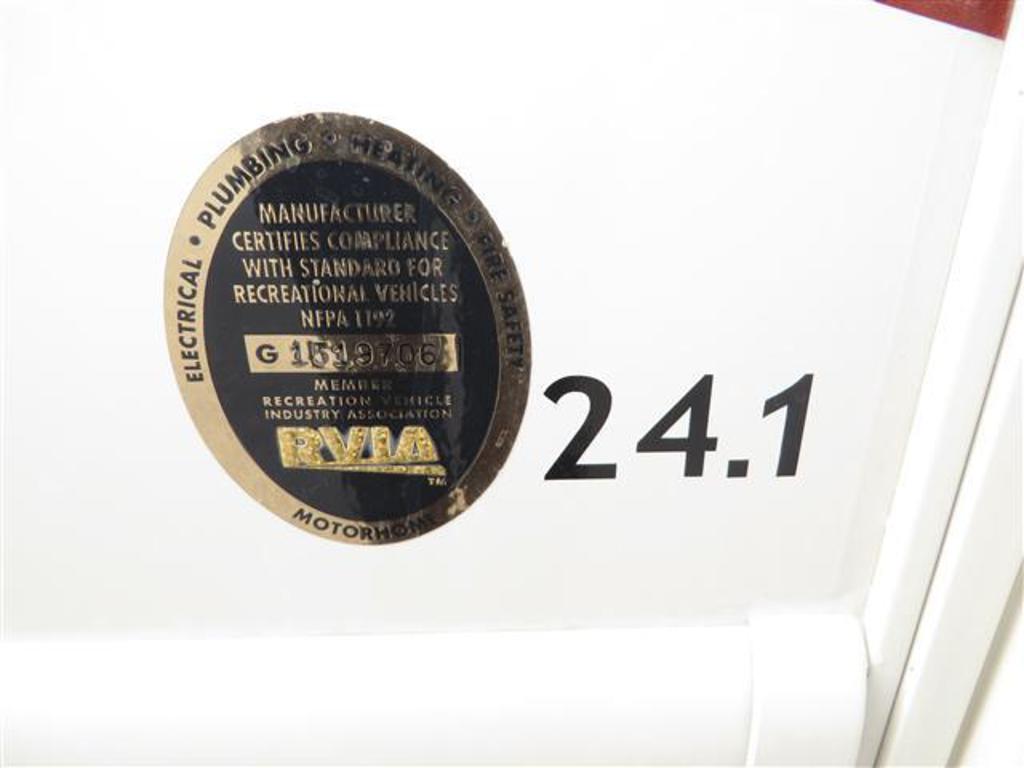 ELECTRICAL • PLUMBING • HEATING • FIRE SAFETY
MANUFACTURER
CERTIFIES COMPLIANCE
WITH STANDARD FOR
RECREATIONAL VEHICLES
NFPA 1192
G 1519706
MEMBER
RECREATION VEHICLE
INDUSTRY ASSOCIATION
RVIA
TM
MOTORHOME
24.1